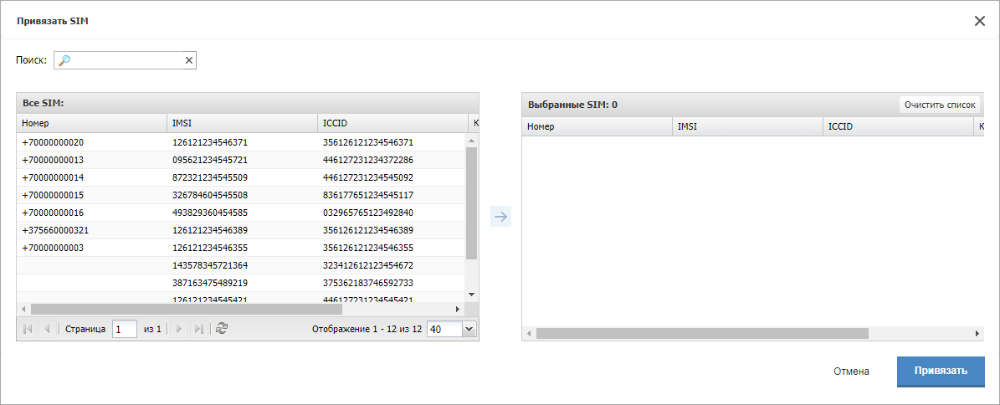 Привязать SIM
Поиск:
Все SIM:
Номер IMSI ICCID К
+70000000020 126121234546371 356126121234546371
+70000000013 095621234545721 446127231234372286
+70000000014 872321234545509 446127231234545092
+70000000015 326784604545508 836177651234545117
+70000000016 493829360454585 032965765123492840
+375660000321 126121234546389 356126121234546389
+70000000003 126121234546355 356126121234546355
143578345721364 323412612123454672
387163475489219 375362183746592733
126121234545421 446127231234545421
Страница 1 из 1 Отображение 1 - 12 из 12 40
Выбранные SIM: 0 Очистить список
Номер IMSI ICCID К
Отмена Привязать